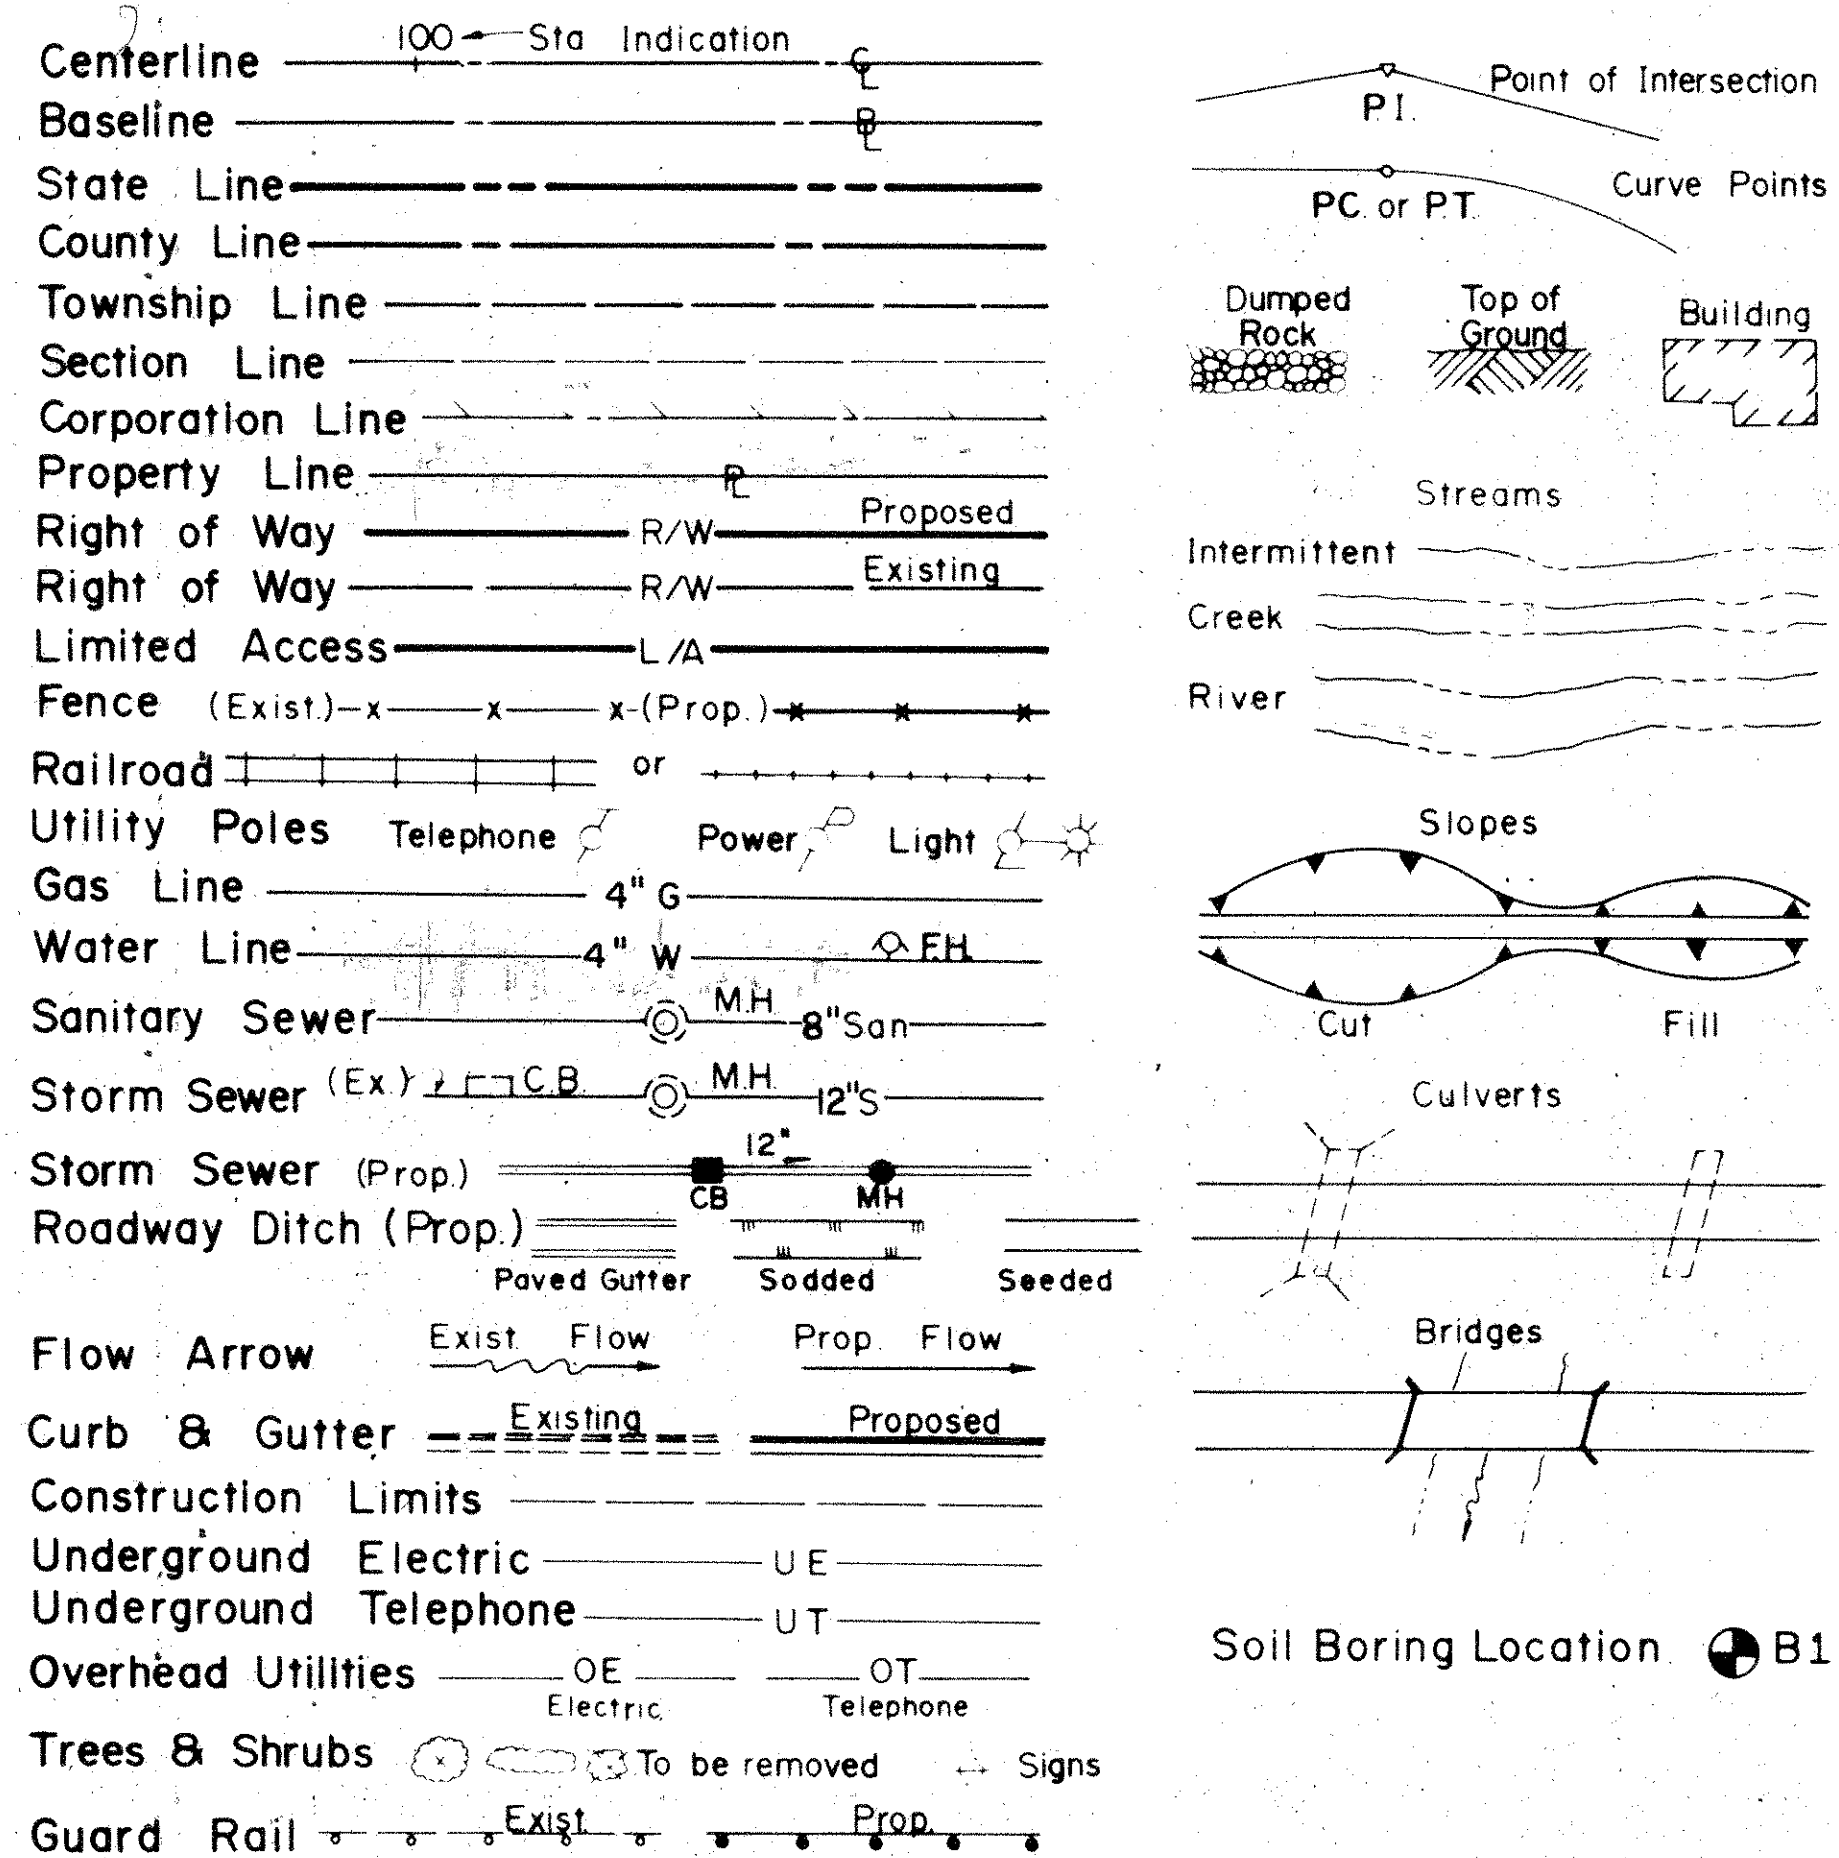 Centerline 100 Sta Indication CL
Baseline BL
State Line
County Line
Township Line
Section Line
Corporation Line
Property Line PL
Right of Way R/W Proposed
Right of Way R/W Existing
Limited Access L/A
Fence (Exist.) x x x (Prop.) x x x
Railroad or
Utility Poles Telephone Power Light
Gas Line 4" G
Water Line 4" W F.H.
Sanitary Sewer M.H 8" San
Storm Sewer (Ex.) C.B. M.H. 12"S
Storm Sewer (Prop.) 12" CB MH
Roadway Ditch (Prop.)
Paved Gutter Sodded Seeded
Flow Arrow Exist. Flow Prop. Flow
Curb & Gutter Existing Proposed
Construction Limits
Underground Electric UE
Underground Telephone UT
Overhead Utilities OE OT
Electric Telephone
Trees & Shrubs To be removed Signs
Guard Rail Exist. Prop.
Point of Intersection
P.I.
Curve Points
P.C. or P.T.
Dumped
Rock
Top of
Ground
Building
Streams
Intermittent
Creek
River
Slopes
Cut Fill
Culverts
Bridges
Soil Boring Location B1